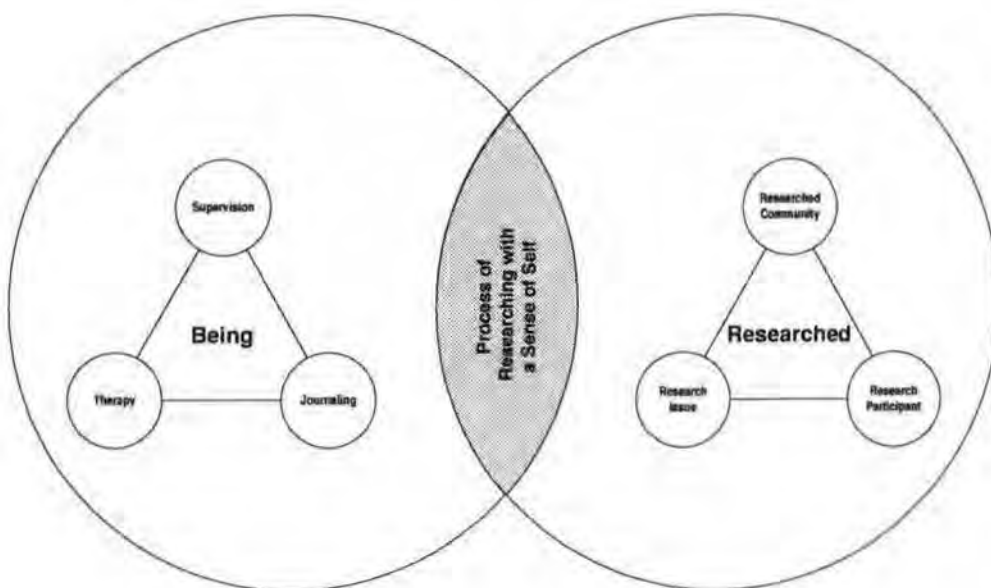 Supervision
Being
Therapy
Journaling
Process of
Researching with
a Sense of Self
Researched
Community
Researched
Research
Issue
Research
Participant